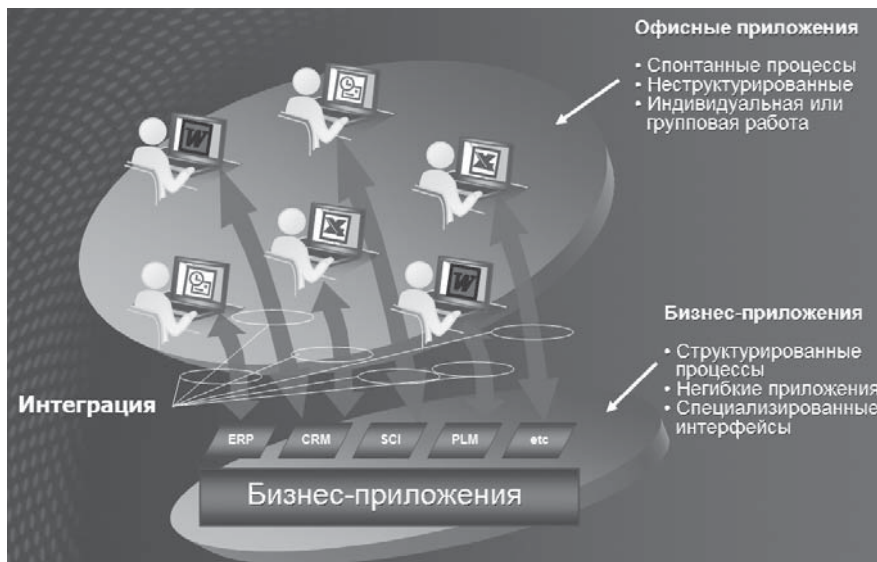 Офисные приложения
• Спонтанные процессы
• Неструктурированные
• Индивидуальная или
групповая работа
W
X
X
W
Бизнес-приложения
• Структурированные
процессы
• Негибкие приложения
• Специализированные
интерфейсы
Интеграция
ERP
CRM
SCI
PLM
etc
Бизнес-приложения